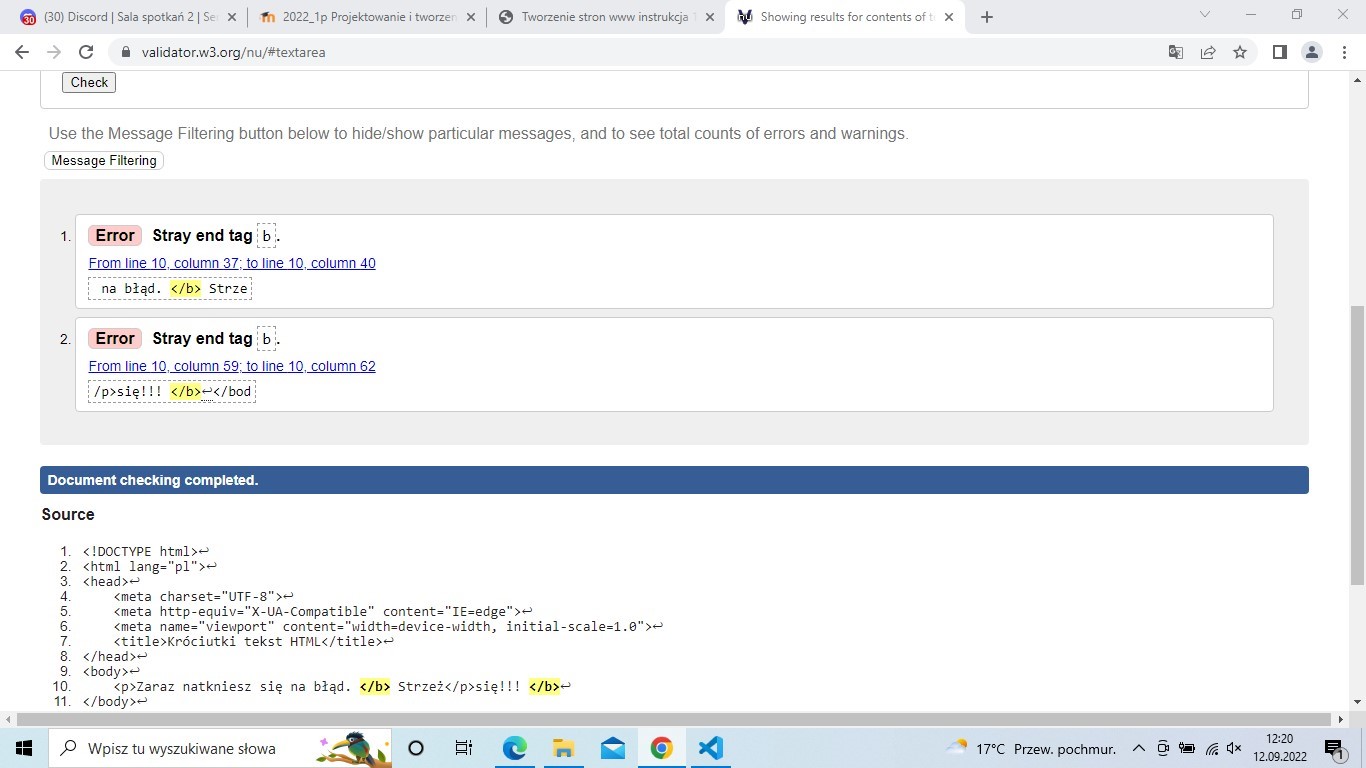 (30) Discord | Sala spotkań 2 | Ser
2022_1p Projektowanie i tworzen
Tworzenie stron www instrukcja 1
Showing results for contents of t
validator.w3.org/nu/#textarea
Check
Use the Message Filtering button below to hide/show particular messages, and to see total counts of errors and warnings.
Message Filtering
1. Error Stray end tag b.
From line 10, column 37; to line 10, column 40
na błąd. </b> Strze
2. Error Stray end tag b.
From line 10, column 59; to line 10, column 62
/p>się!!! </b>↩</bod
Document checking completed.
Source
1. <!DOCTYPE html>↩
2. <html lang="pl">↩
3. <head>↩
4. <meta charset="UTF-8">↩
5. <meta http-equiv="X-UA-Compatible" content="IE=edge">↩
6. <meta name="viewport" content="width=device-width, initial-scale=1.0">↩
7. <title>Króciutki tekst HTML</title>↩
8. </head>↩
9. <body>↩
10. <p>Zaraz natkniesz się na błąd. </b> Strzeż</p>się!!! </b>↩
11. </body>↩
Wpisz tu wyszukiwane słowa
17°C Przew. pochmur.
12:20
12.09.2022
1